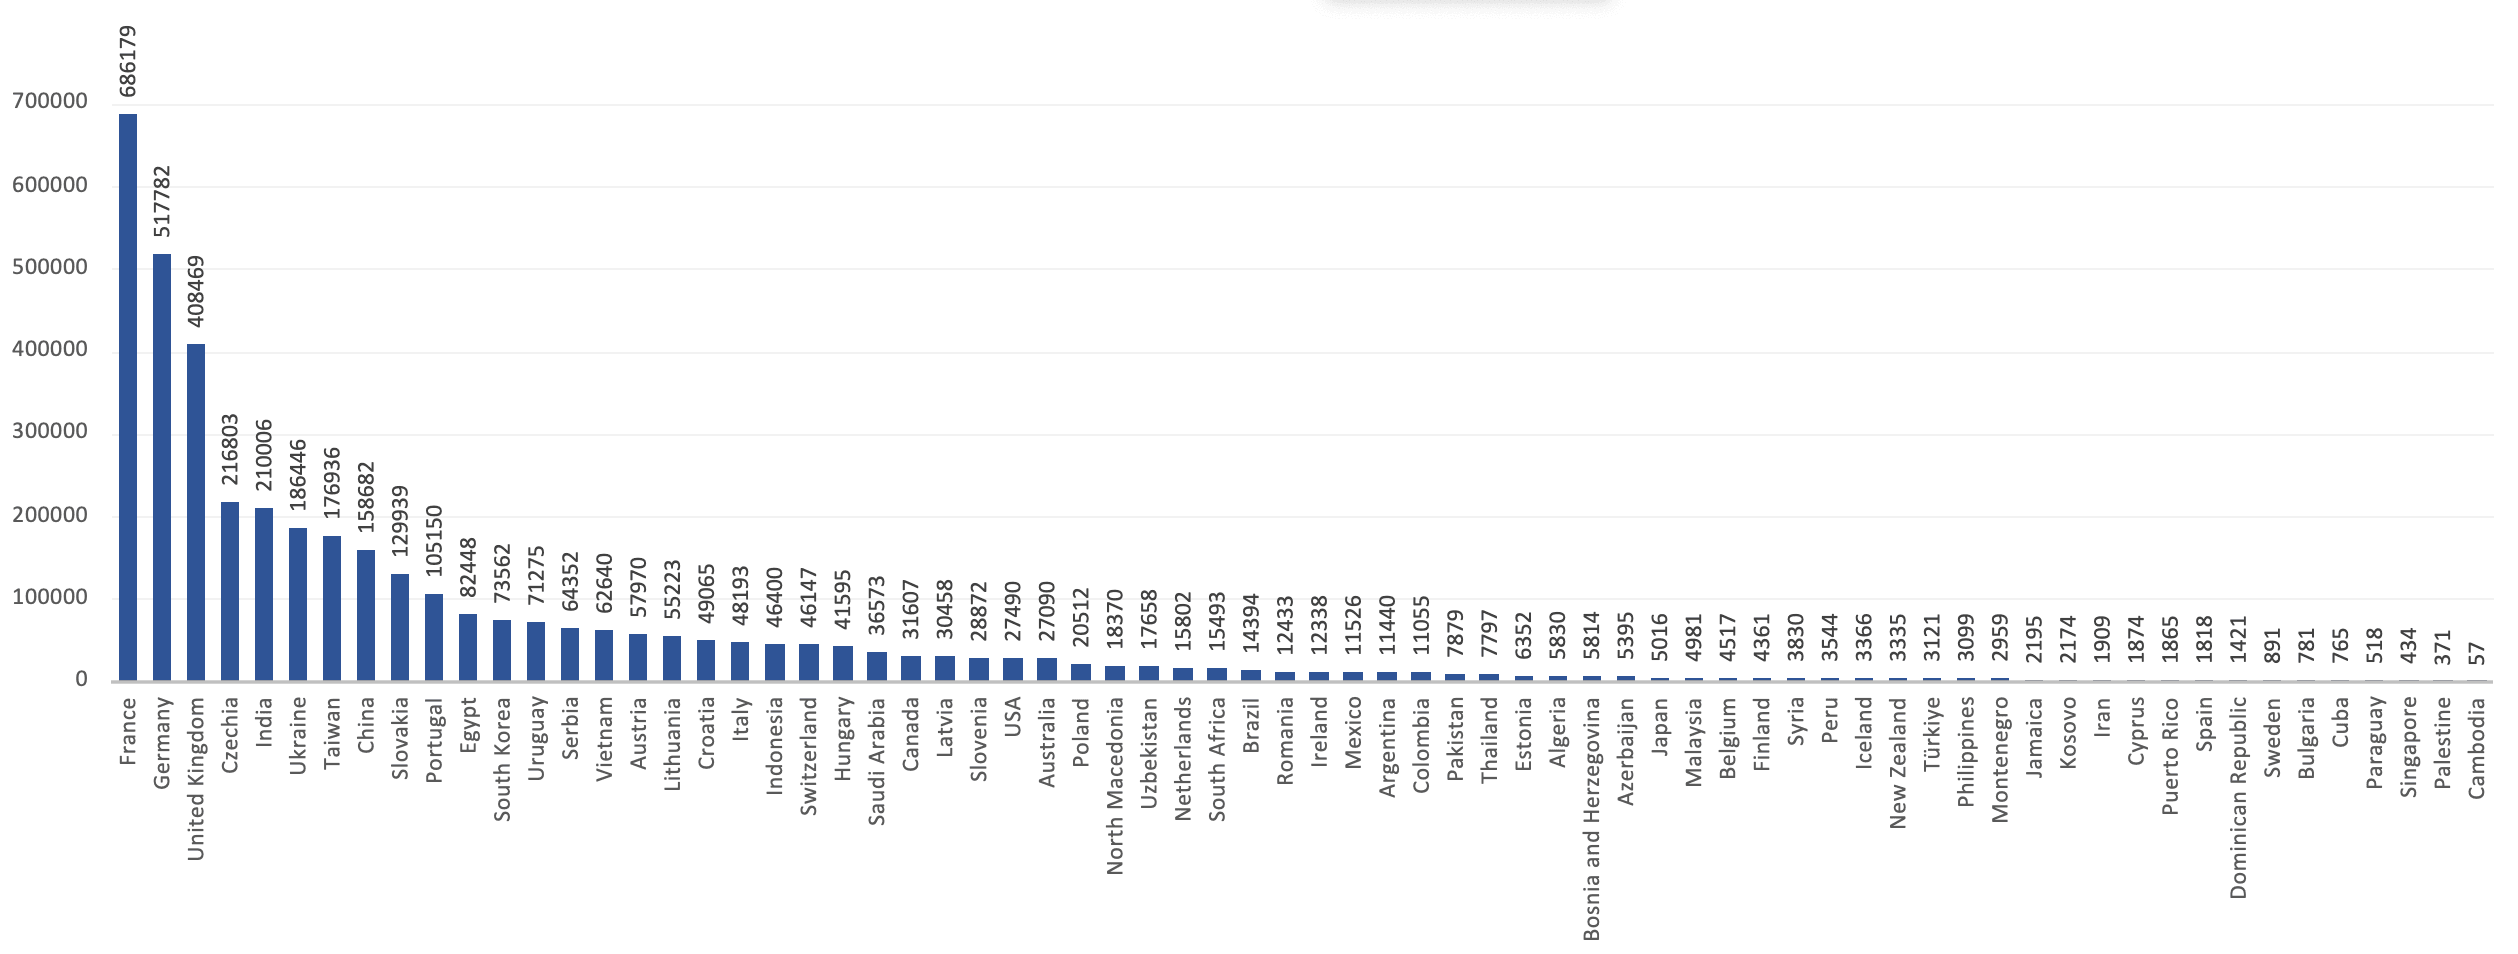 700000
600000
500000
400000
300000
200000
100000
0
686179
517782
408469
216803
210006
186446
176936
158682
129939
105150
82448
73562
71275
64352
62640
57970
55223
49065
48193
46400
46147
41595
36573
31607
30458
28872
27490
27090
20512
18370
17658
15802
15493
14394
12433
12338
11526
11440
11055
7879
7797
6352
5830
5814
5395
5016
4981
4517
4361
3830
3544
3366
3335
3121
3099
2959
2195
2174
1909
1874
1865
1818
1421
891
781
765
518
434
371
57
France
Germany
United Kingdom
Czechia
India
Ukraine
Taiwan
China
Slovakia
Portugal
Egypt
South Korea
Uruguay
Serbia
Vietnam
Austria
Lithuania
Croatia
Italy
Indonesia
Switzerland
Hungary
Saudi Arabia
Canada
Latvia
Slovenia
USA
Australia
Poland
North Macedonia
Uzbekistan
Netherlands
South Africa
Brazil
Romania
Ireland
Mexico
Argentina
Colombia
Pakistan
Thailand
Estonia
Algeria
Bosnia and Herzegovina
Azerbaijan
Japan
Malaysia
Belgium
Finland
Syria
Peru
Iceland
New Zealand
Türkiye
Philippines
Montenegro
Jamaica
Kosovo
Iran
Cyprus
Puerto Rico
Spain
Dominican Republic
Sweden
Bulgaria
Cuba
Paraguay
Singapore
Palestine
Cambodia